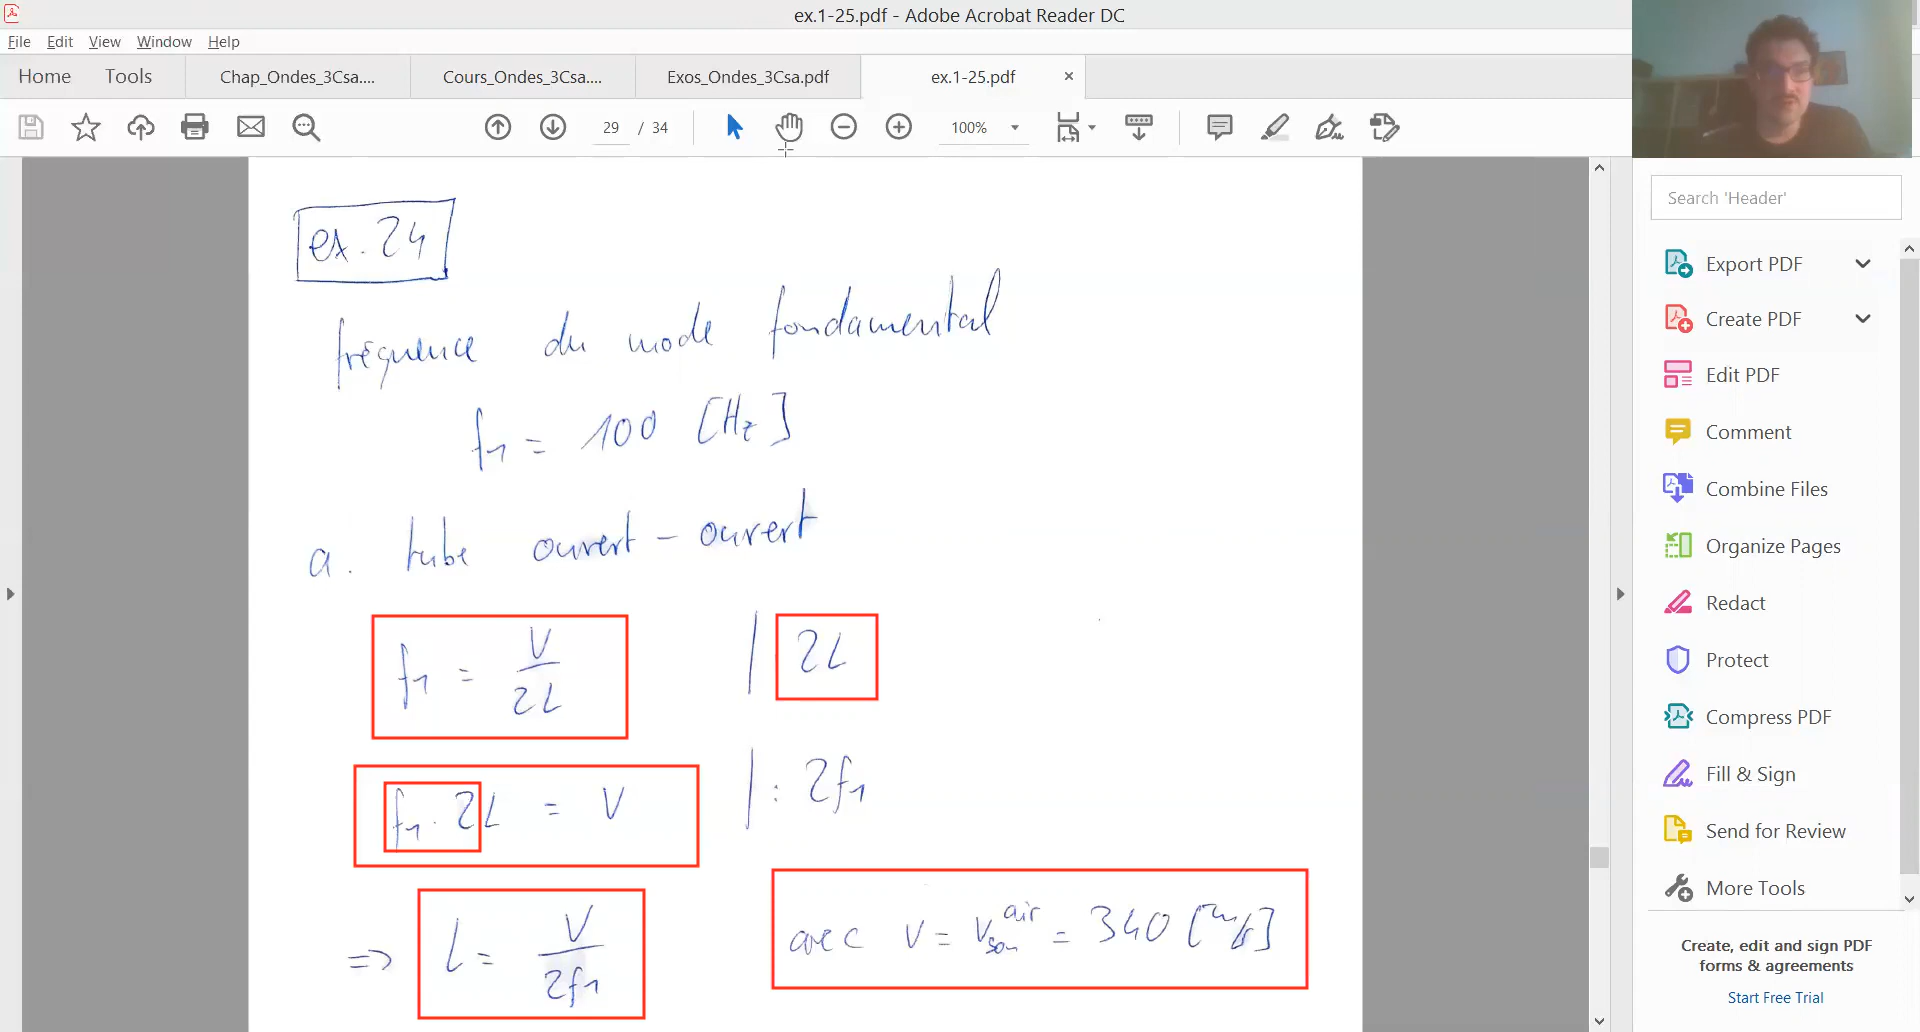 ex.1-25.pdf - Adobe Acrobat Reader DC
File Edit View Window Help
Home Tools Chap_Ondes_3Csa.... Cours_Ondes_3Csa.... Exos_Ondes_3Csa.pdf ex.1-25.pdf ×
29 / 34 100%
ex. 24
fréquence du mode fondamental
f₁ = 100 [Hz]
a. tube ouvert - ouvert
f₁ = V/2L | 2L
f₁ · 2L = V | : 2f₁
=> L = V/2f₁ avec V = V_son^air = 340 [m/s]
Search 'Header'
Export PDF
Create PDF
Edit PDF
Comment
Combine Files
Organize Pages
Redact
Protect
Compress PDF
Fill & Sign
Send for Review
More Tools
Create, edit and sign PDF
forms & agreements
Start Free Trial